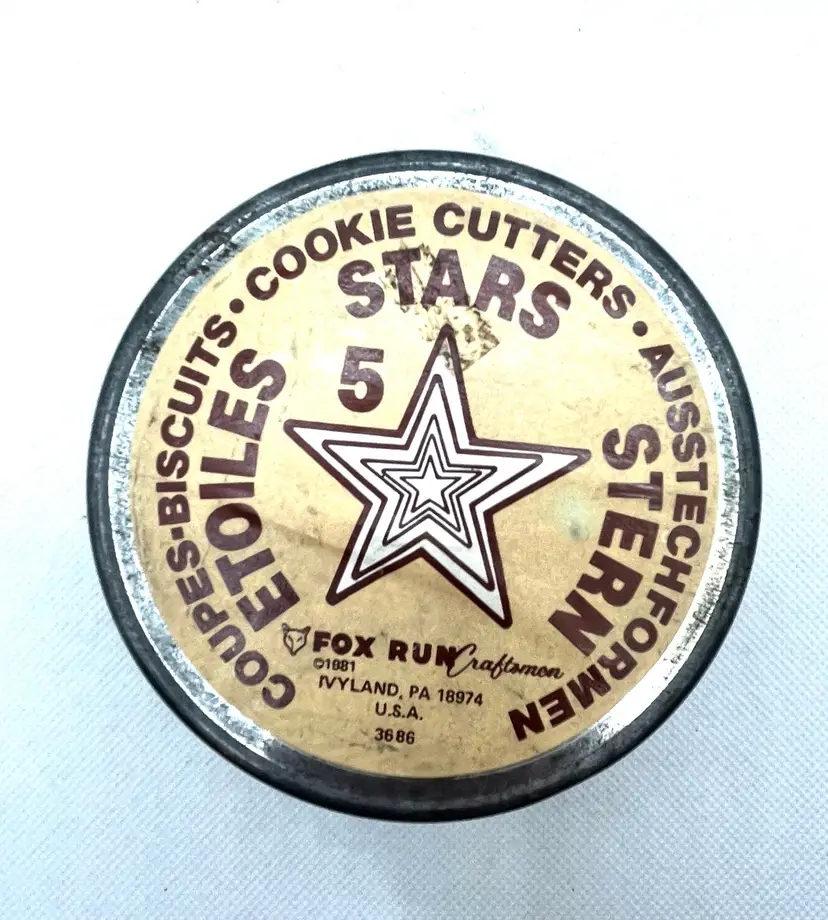 COOKIE CUTTERS • AUSSTECHFORMEN
COUPES-BISCUITS •
STARS
ETOILES
STERN
5
FOX RUN Craftsmen
©1981
IVYLAND, PA 18974
U.S.A.
3686